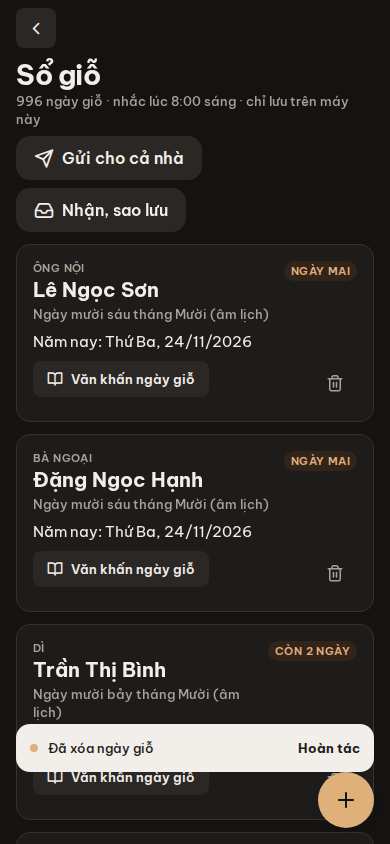 Sổ giỗ
996 ngày giỗ · nhắc lúc 8:00 sáng · chỉ lưu trên máy
này
Gửi cho cả nhà
Nhận, sao lưu
ÔNG NỘI
NGÀY MAI
Lê Ngọc Sơn
Ngày mười sáu tháng Mười (âm lịch)
Năm nay: Thứ Ba, 24/11/2026
Văn khấn ngày giỗ
BÀ NGOẠI
NGÀY MAI
Đặng Ngọc Hạnh
Ngày mười sáu tháng Mười (âm lịch)
Năm nay: Thứ Ba, 24/11/2026
Văn khấn ngày giỗ
DÌ
CÒN 2 NGÀY
Trần Thị Bình
Ngày mười bảy tháng Mười (âm
lịch)
Đã xóa ngày giỗ
Hoàn tác
Văn khấn ngày giỗ